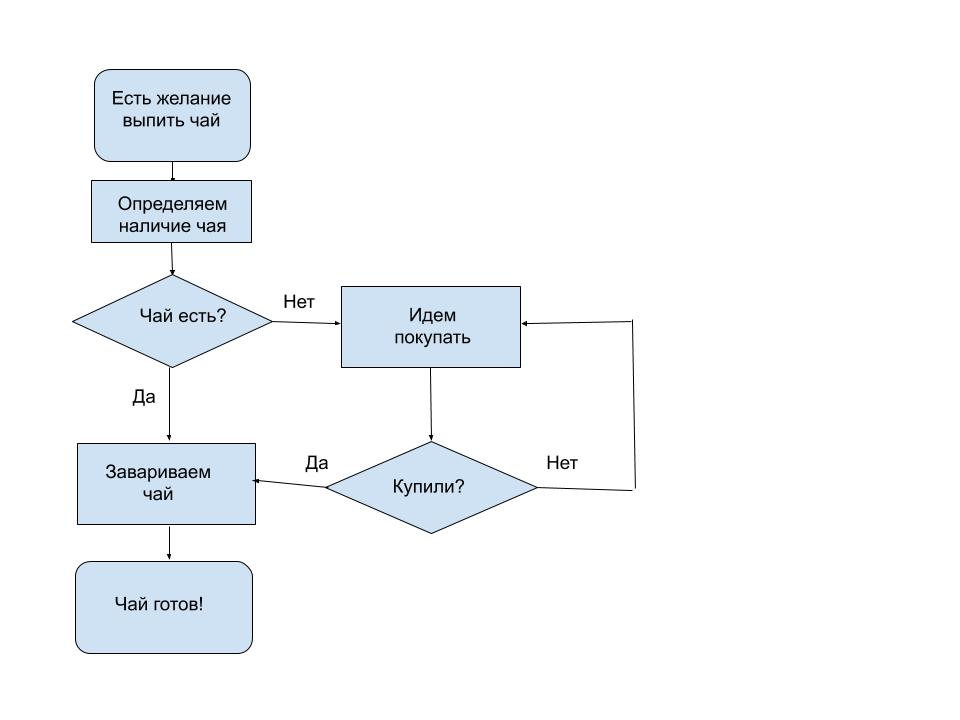 Есть желание
выпить чай
Определяем
наличие чая
Чай есть?
Нет
Идем
покупать
Да
Завариваем
чай
Да
Купили?
Нет
Чай готов!